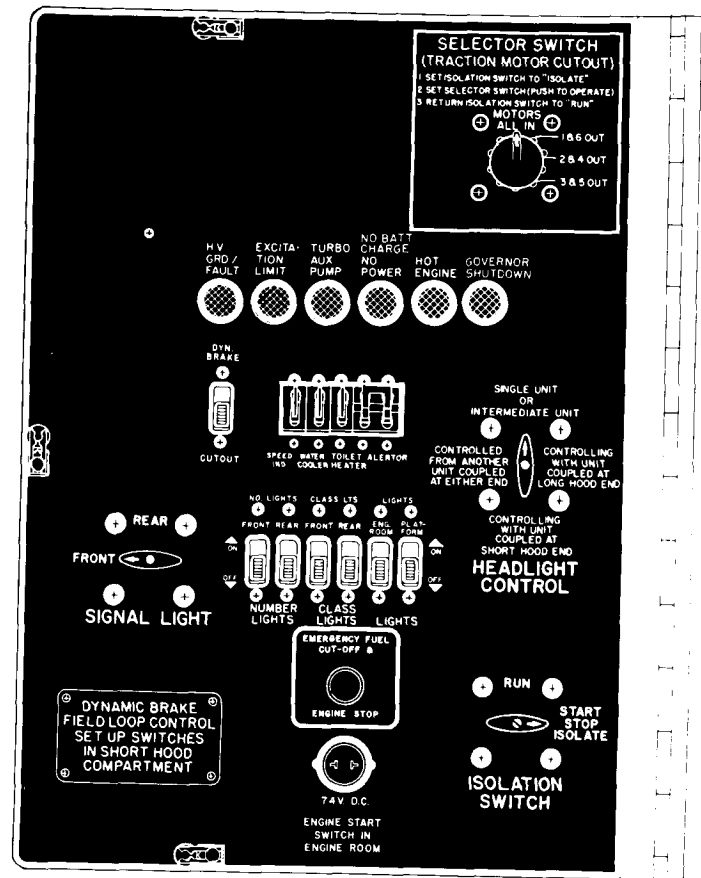 SELECTOR SWITCH
(TRACTION MOTOR CUTOUT)
1 SET ISOLATION SWITCH TO "ISOLATE"
2 SET SELECTOR SWITCH (PUSH TO OPERATE)
3 RETURN ISOLATION SWITCH TO "RUN"
MOTORS
ALL IN
1 & 6 OUT
2 & 4 OUT
3 & 5 OUT
H V
GRD /
FAULT
EXCITA-
TION
LIMIT
TURBO
AUX
PUMP
NO BATT
CHARGE
NO
POWER
HOT
ENGINE
GOVERNOR
SHUTDOWN
DYN.
BRAKE
CUTOUT
SPEED
IND
WATER
COOLER
TOILET
HEATER
ALERTOR
SINGLE UNIT
OR
INTERMEDIATE UNIT
CONTROLLED
FROM ANOTHER
UNIT COUPLED
AT EITHER END
CONTROLLING
WITH UNIT
COUPLED AT
LONG HOOD END
CONTROLLING
WITH UNIT
COUPLED AT
SHORT HOOD END
HEADLIGHT
CONTROL
NO. LIGHTS
CLASS LTS
LIGHTS
FRONT
REAR
FRONT
REAR
ENG.
ROOM
PLAT-
FORM
ON
OFF
ON
OFF
NUMBER
LIGHTS
CLASS
LIGHTS
LIGHTS
REAR
FRONT
SIGNAL LIGHT
EMERGENCY FUEL
CUT-OFF &
ENGINE STOP
DYNAMIC BRAKE
FIELD LOOP CONTROL
SET UP SWITCHES
IN SHORT HOOD
COMPARTMENT
74 V. D.C.
ENGINE START
SWITCH IN
ENGINE ROOM
RUN
START
STOP
ISOLATE
ISOLATION
SWITCH